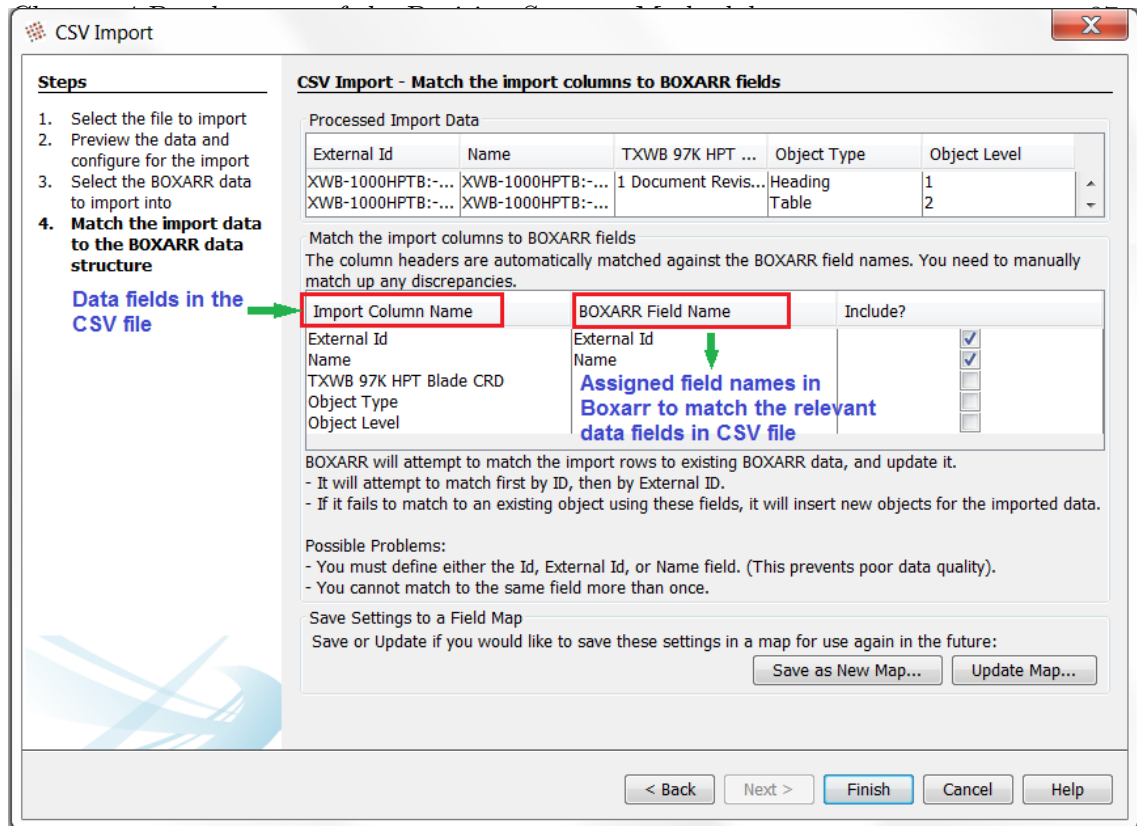 CSV Import
X
Steps
1. Select the file to import
2. Preview the data and
configure for the import
3. Select the BOXARR data
to import into
4. Match the import data
to the BOXARR data
structure
Data fields in the
CSV file
CSV Import - Match the import columns to BOXARR fields
Processed Import Data
External Id Name TXWB 97K HPT ... Object Type Object Level
XWB-1000HPTB:-... XWB-1000HPTB:-... 1 Document Revis... Heading 1
XWB-1000HPTB:-... XWB-1000HPTB:-... Table 2
Match the import columns to BOXARR fields
The column headers are automatically matched against the BOXARR field names. You need to manually
match up any discrepancies.
Import Column Name BOXARR Field Name Include?
External Id External Id
Name Name
TXWB 97K HPT Blade CRD
Object Type
Object Level
Assigned field names in
Boxarr to match the relevant
data fields in CSV file
BOXARR will attempt to match the import rows to existing BOXARR data, and update it.
- It will attempt to match first by ID, then by External ID.
- If it fails to match to an existing object using these fields, it will insert new objects for the imported data.
Possible Problems:
- You must define either the Id, External Id, or Name field. (This prevents poor data quality).
- You cannot match to the same field more than once.
Save Settings to a Field Map
Save or Update if you would like to save these settings in a map for use again in the future:
Save as New Map... Update Map...
< Back Next > Finish Cancel Help